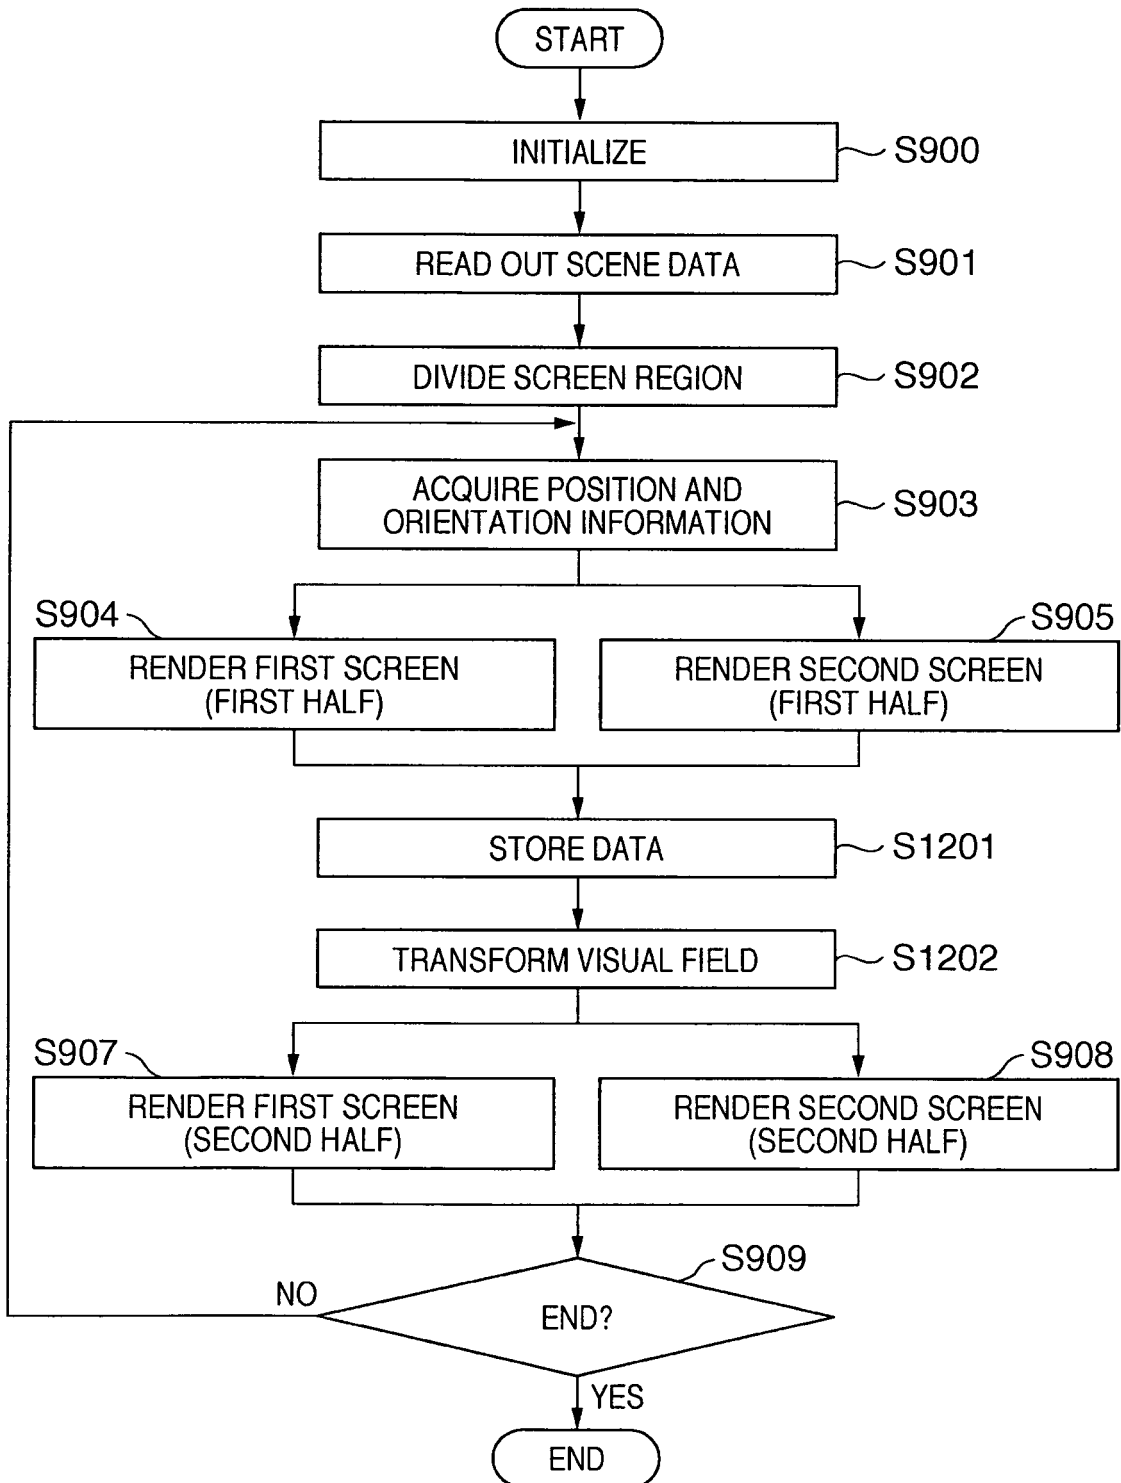 START
INITIALIZE
S900
READ OUT SCENE DATA
S901
DIVIDE SCREEN REGION
S902
ACQUIRE POSITION AND
ORIENTATION INFORMATION
S903
S904
RENDER FIRST SCREEN
(FIRST HALF)
S905
RENDER SECOND SCREEN
(FIRST HALF)
STORE DATA
S1201
TRANSFORM VISUAL FIELD
S1202
S907
RENDER FIRST SCREEN
(SECOND HALF)
S908
RENDER SECOND SCREEN
(SECOND HALF)
S909
NO
END?
YES
END